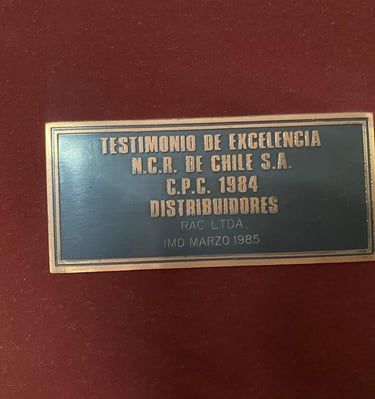 TESTIMONIO DE EXCELENCIA
N.C.R. DE CHILE S.A.
C.P.C. 1984
DISTRIBUIDORES
RAC LTDA.
IMD MARZO 1985